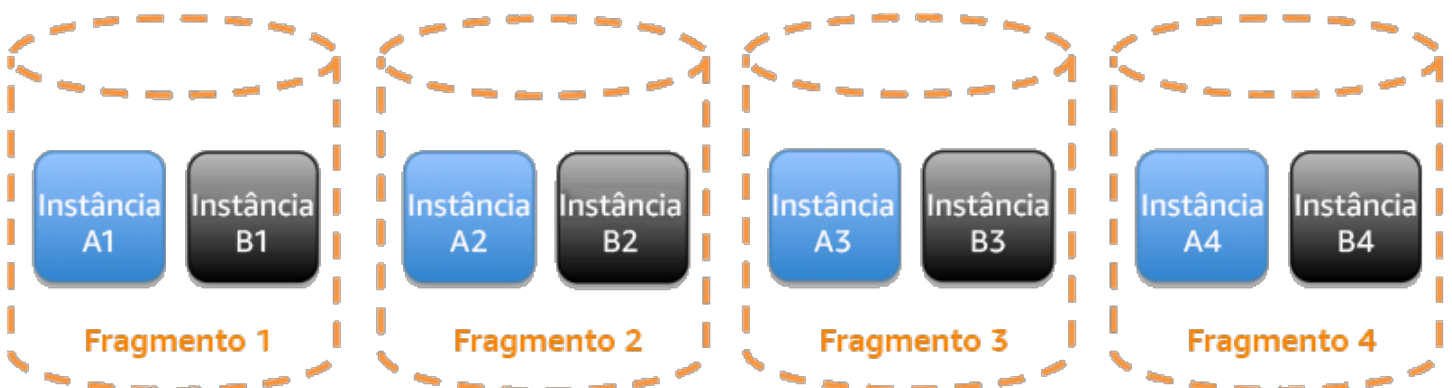 Instância
A1
Instância
B1
Fragmento 1
Instância
A2
Instância
B2
Fragmento 2
Instância
A3
Instância
B3
Fragmento 3
Instância
A4
Instância
B4
Fragmento 4